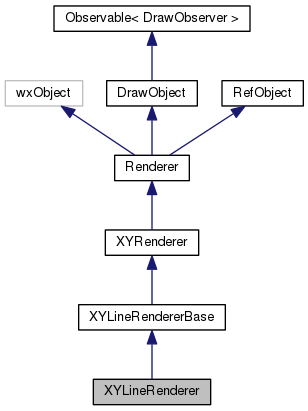 Observable< DrawObserver >
wxObject
DrawObject
RefObject
Renderer
XYRenderer
XYLineRendererBase
XYLineRenderer